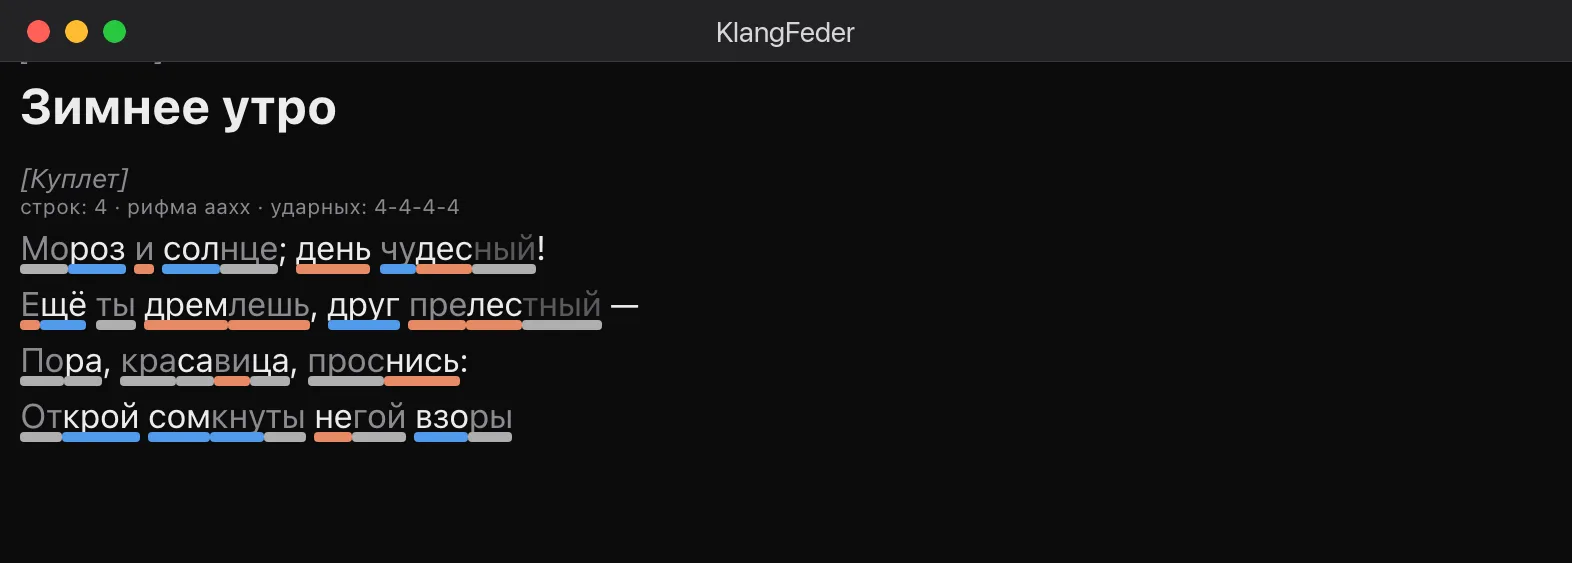 KlangFeder
Зимнее утро
[Куплет]
строк: 4 · рифма aaxx · ударных: 4-4-4-4
Мороз и солнце; день чудесный!
Ещё ты дремлешь, друг прелестный —
Пора, красавица, проснись:
Открой сомкнуты негой взоры